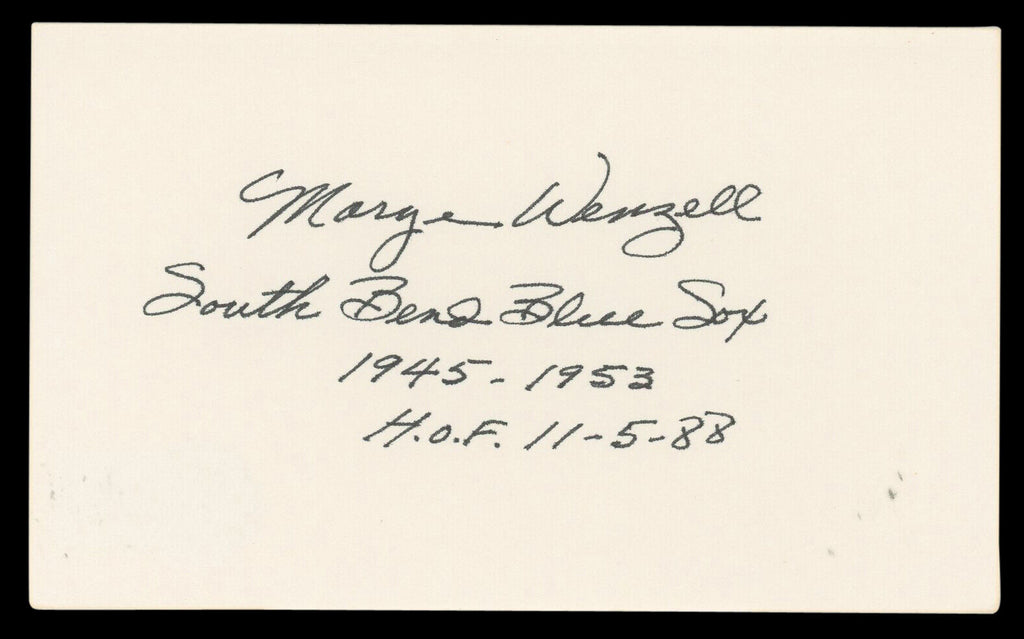 Marge Wenzell
South Bend Blue Sox
1945-1953
H.O.F. 11-5-88